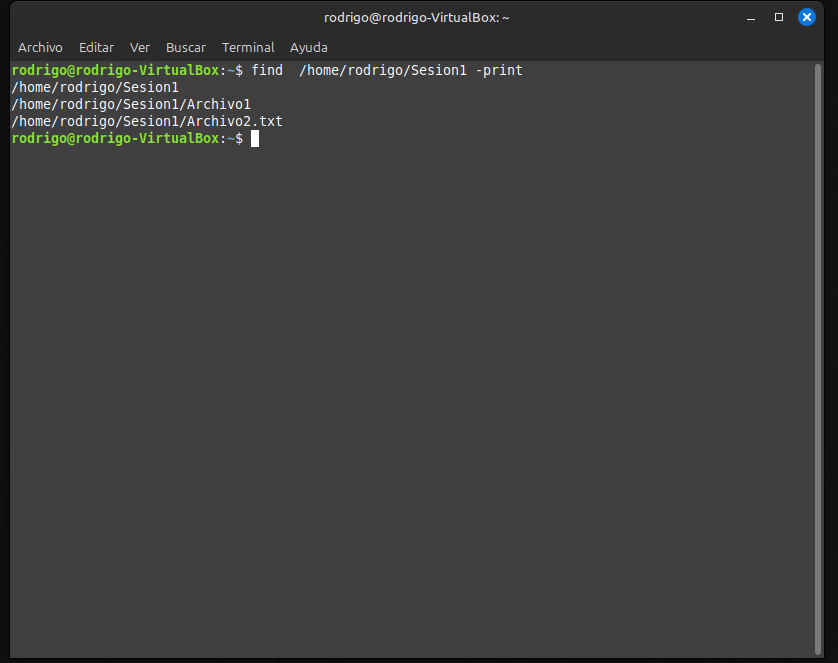 rodrigo@rodrigo-VirtualBox: ~
Archivo Editar Ver Buscar Terminal Ayuda
rodrigo@rodrigo-VirtualBox:~$ find  /home/rodrigo/Sesion1 -print
/home/rodrigo/Sesion1
/home/rodrigo/Sesion1/Archivo1
/home/rodrigo/Sesion1/Archivo2.txt
rodrigo@rodrigo-VirtualBox:~$